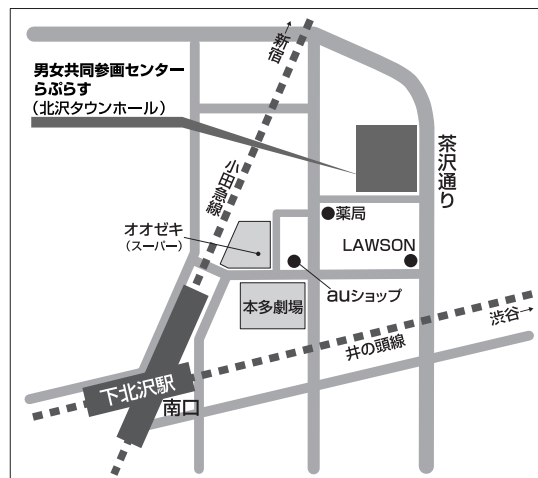 ↗新宿
男女共同参画センター
らぷらす
(北沢タウンホール)
小田急線
茶沢通り
薬局
オオゼキ
(スーパー)
LAWSON
auショップ
本多劇場
渋谷→
井の頭線
下北沢駅
南口